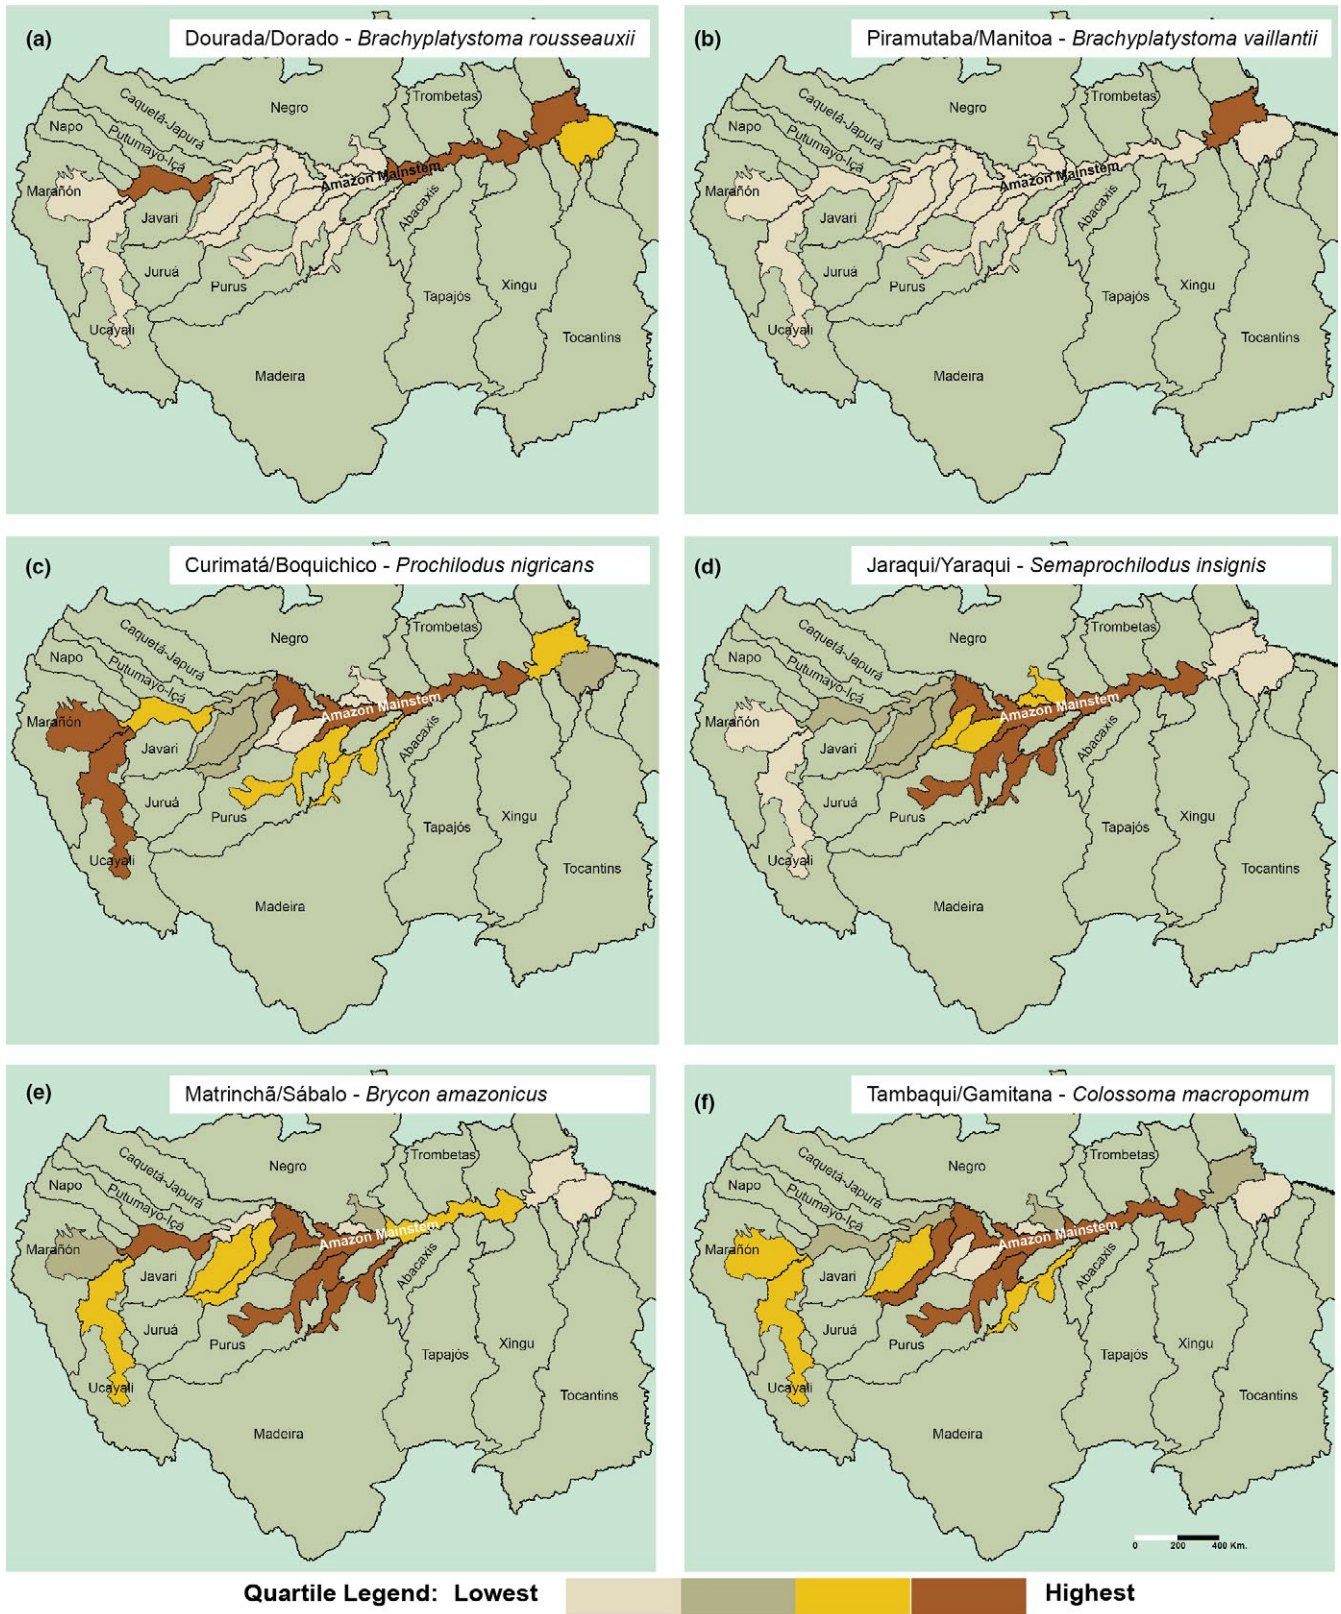 (a) Dourada/Dorado - Brachyplatystoma rousseauxii
Caquetá-Japurá
Negro
Trombetas
Napo
Putumayo-Içá
Marañón
Amazon Mainstem
Javari
Abacaxis
Juruá
Purus
Tapajós
Xingu
Ucayali
Tocantins
Madeira
(b) Piramutaba/Manitoa - Brachyplatystoma vaillantii
Caquetá-Japurá
Negro
Trombetas
Napo
Putumayo-Içá
Marañón
Amazon Mainstem
Javari
Abacaxis
Juruá
Purus
Tapajós
Xingu
Ucayali
Tocantins
Madeira
(c) Curimatá/Boquichico - Prochilodus nigricans
Caquetá-Japurá
Negro
Trombetas
Napo
Putumayo-Içá
Marañón
Amazon Mainstem
Javari
Abacaxis
Juruá
Purus
Tapajós
Xingu
Ucayali
Tocantins
Madeira
(d) Jaraqui/Yaraqui - Semaprochilodus insignis
Caquetá-Japurá
Negro
Trombetas
Napo
Putumayo-Içá
Marañón
Amazon Mainstem
Javari
Abacaxis
Juruá
Purus
Tapajós
Xingu
Ucayali
Tocantins
Madeira
(e) Matrinchã/Sábalo - Brycon amazonicus
Caquetá-Japurá
Negro
Trombetas
Napo
Putumayo-Içá
Marañón
Amazon Mainstem
Javari
Abacaxis
Juruá
Purus
Tapajós
Xingu
Ucayali
Tocantins
Madeira
(f) Tambaqui/Gamitana - Colossoma macropomum
Caquetá-Japurá
Negro
Trombetas
Napo
Putumayo-Içá
Marañón
Amazon Mainstem
Javari
Abacaxis
Juruá
Purus
Tapajós
Xingu
Ucayali
Tocantins
Madeira
0 200 400 Km.
Quartile Legend: Lowest Highest